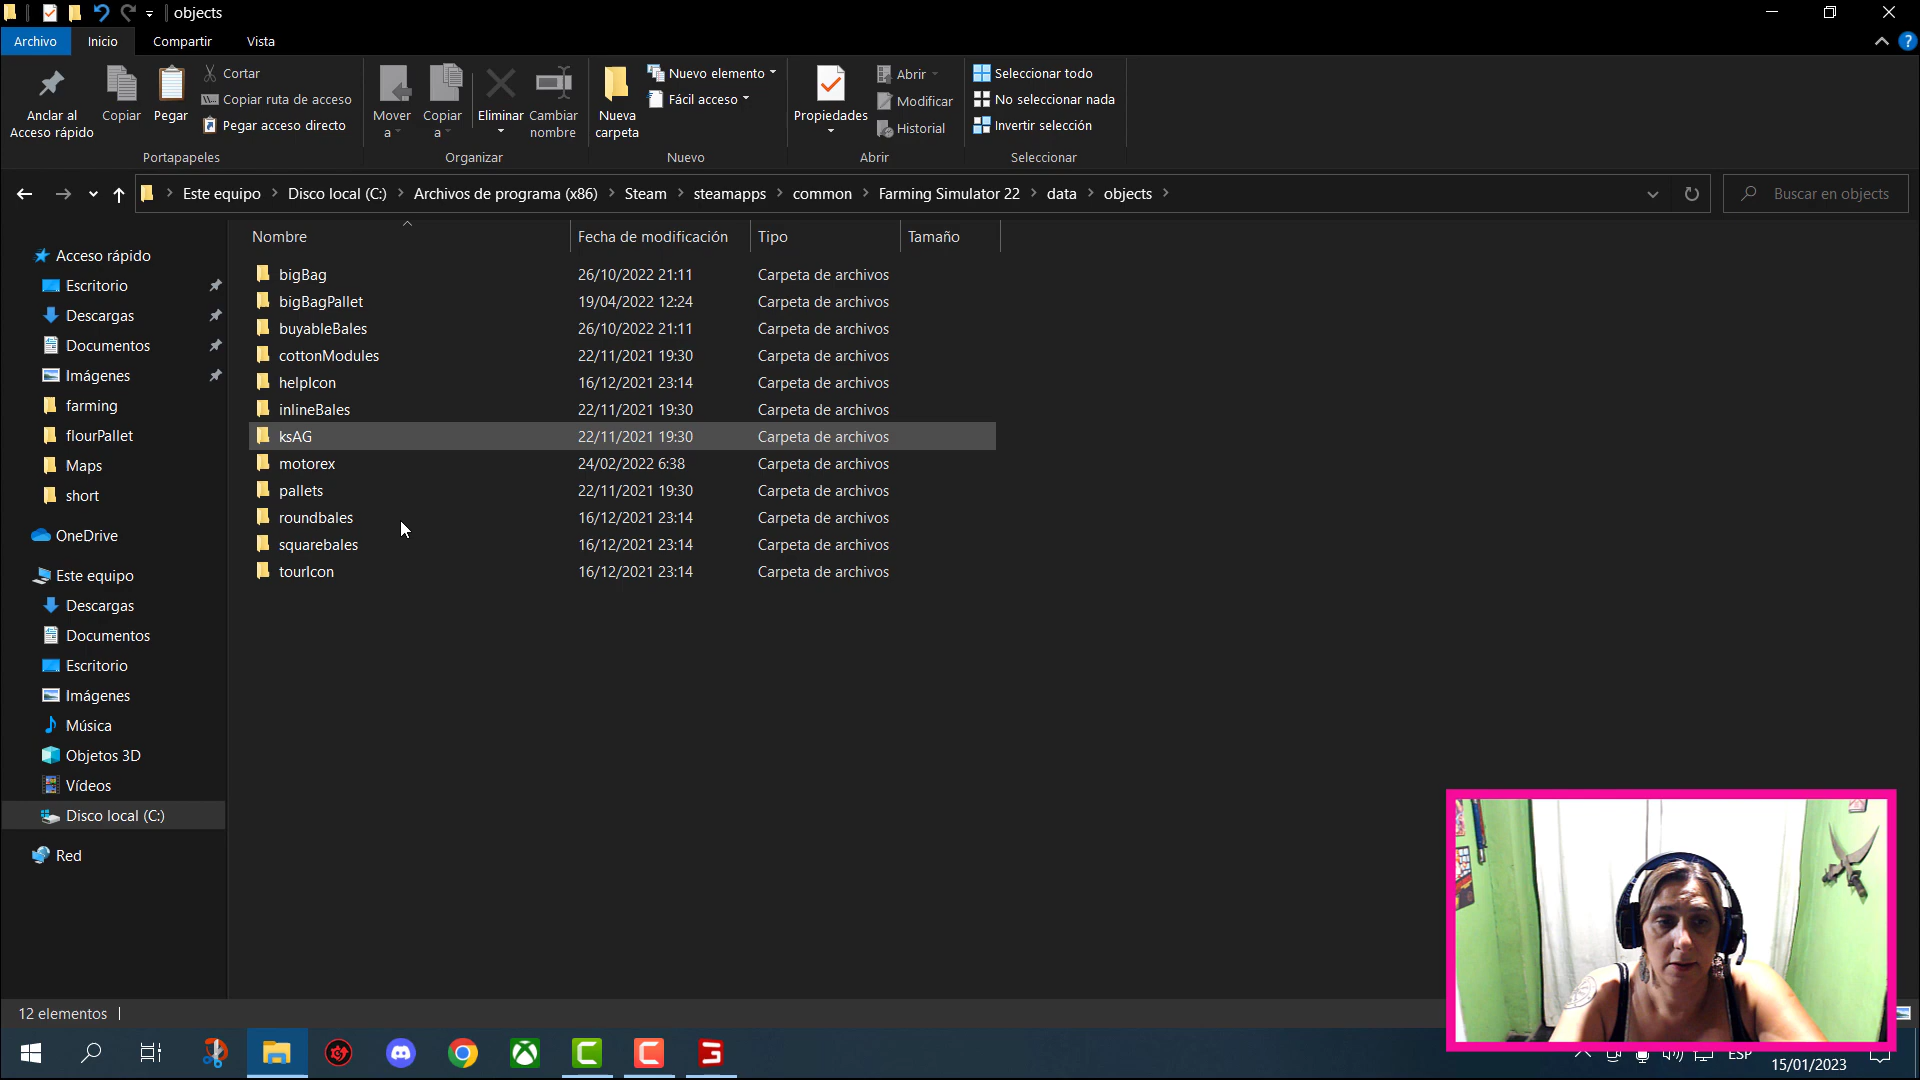 objects
Archivo Inicio Compartir Vista
Anclar al Acceso rápido
Copiar
Pegar
Cortar
Copiar ruta de acceso
Pegar acceso directo
Portapapeles
Mover a
Copiar a
Eliminar
Cambiar nombre
Organizar
Nueva carpeta
Nuevo elemento
Fácil acceso
Nuevo
Propiedades
Abrir
Modificar
Historial
Abrir
Seleccionar todo
No seleccionar nada
Invertir selección
Seleccionar
Este equipo > Disco local (C:) > Archivos de programa (x86) > Steam > steamapps > common > Farming Simulator 22 > data > objects >
Buscar en objects
Acceso rápido
Escritorio
Descargas
Documentos
Imágenes
farming
flourPallet
Maps
short
OneDrive
Este equipo
Descargas
Documentos
Escritorio
Imágenes
Música
Objetos 3D
Vídeos
Disco local (C:)
Red
Nombre Fecha de modificación Tipo Tamaño
bigBag 26/10/2022 21:11 Carpeta de archivos
bigBagPallet 19/04/2022 12:24 Carpeta de archivos
buyableBales 26/10/2022 21:11 Carpeta de archivos
cottonModules 22/11/2021 19:30 Carpeta de archivos
helpIcon 16/12/2021 23:14 Carpeta de archivos
inlineBales 22/11/2021 19:30 Carpeta de archivos
ksAG 22/11/2021 19:30 Carpeta de archivos
motorex 24/02/2022 6:38 Carpeta de archivos
pallets 22/11/2021 19:30 Carpeta de archivos
roundbales 16/12/2021 23:14 Carpeta de archivos
squarebales 16/12/2021 23:14 Carpeta de archivos
tourIcon 16/12/2021 23:14 Carpeta de archivos
12 elementos
ESP
15/01/2023